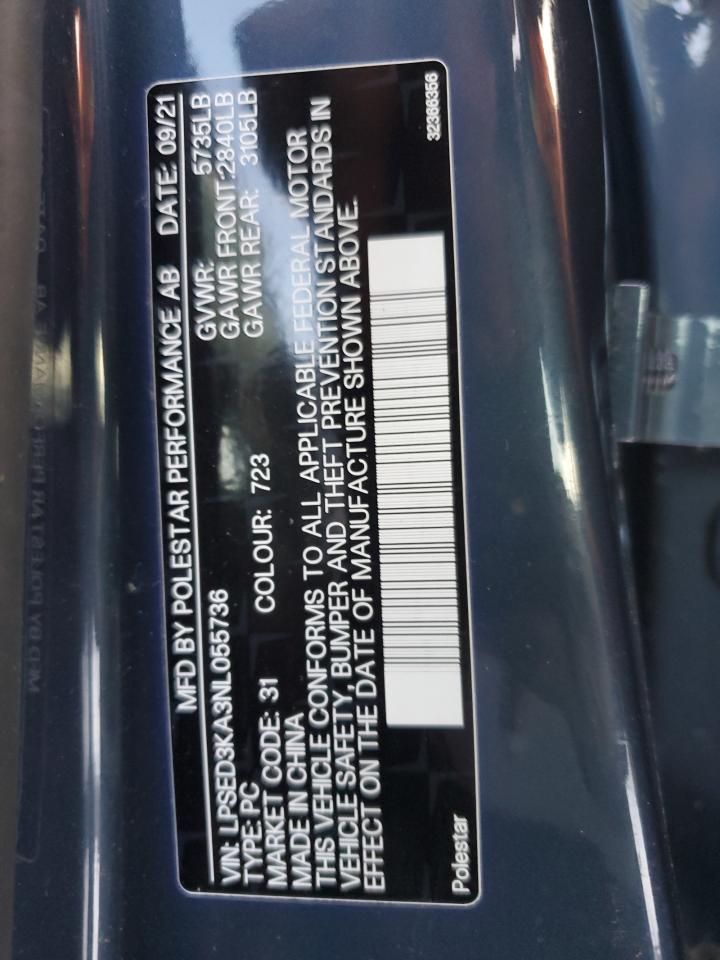 MFD BY POLESTAR PERFORMANCE AB DATE: 09/21
GVWR: 5735LB
GAWR FRONT:2840LB
GAWR REAR: 3105LB
VIN: LPSED3KA3NL055736
TYPE: PC
MARKET CODE: 31 COLOUR: 723
MADE IN CHINA
THIS VEHICLE CONFORMS TO ALL APPLICABLE FEDERAL MOTOR
VEHICLE SAFETY, BUMPER AND THEFT PREVENTION STANDARDS IN
EFFECT ON THE DATE OF MANUFACTURE SHOWN ABOVE.
Polestar
32366356